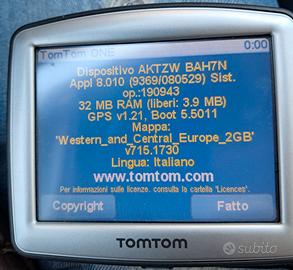 TomTom ONE
0:00
Dispositivo AKTZW BAH7N
Appl 8.010 (9369/080529) Sist.
op.:190943
32 MB RAM (liberi: 3.9 MB)
GPS v1.21, Boot 5.5011
Mappa:
'Western_and_Central_Europe_2GB'
v715.1730
Lingua: Italiano
www.tomtom.com
Per informazioni sulle licenze, consulta la cartella 'Licences'.
Copyright
Fatto
TOMTOM
subito